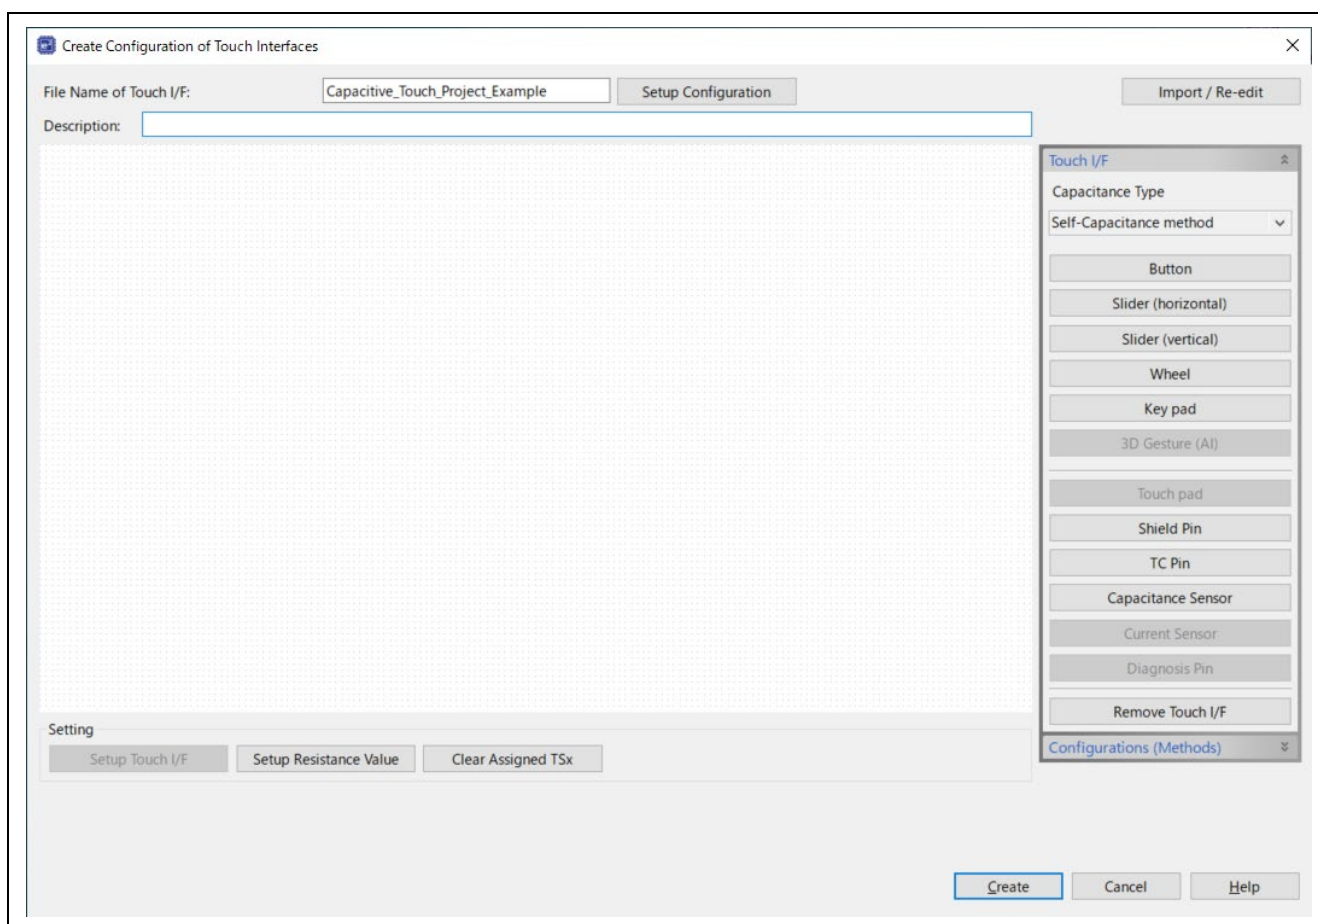 Create Configuration of Touch Interfaces
File Name of Touch I/F: Capacitive_Touch_Project_Example Setup Configuration Import / Re-edit
Description:
Touch I/F
Capacitance Type
Self-Capacitance method
Button
Slider (horizontal)
Slider (vertical)
Wheel
Key pad
3D Gesture (AI)
Touch pad
Shield Pin
TC Pin
Capacitance Sensor
Current Sensor
Diagnosis Pin
Remove Touch I/F
Configurations (Methods)
Setting
Setup Touch I/F Setup Resistance Value Clear Assigned TSx
Create Cancel Help